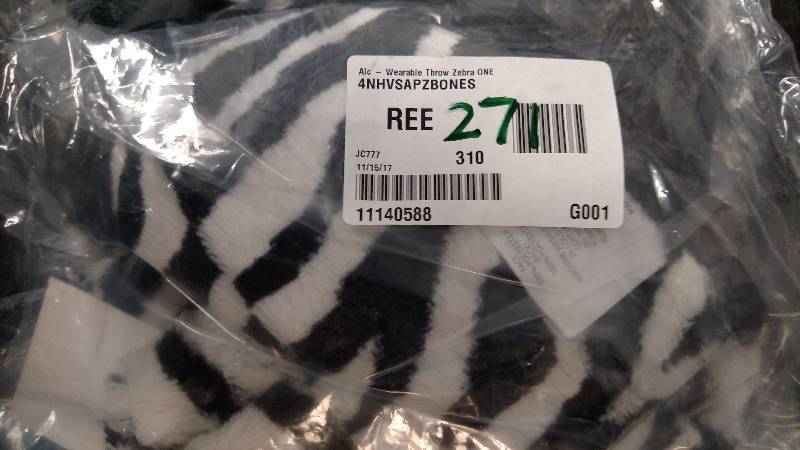 Alc - Wearable Throw Zebra ONE
4NHVSAPZBONES
REE 271
JC777
310
11/15/17
11140588
G001